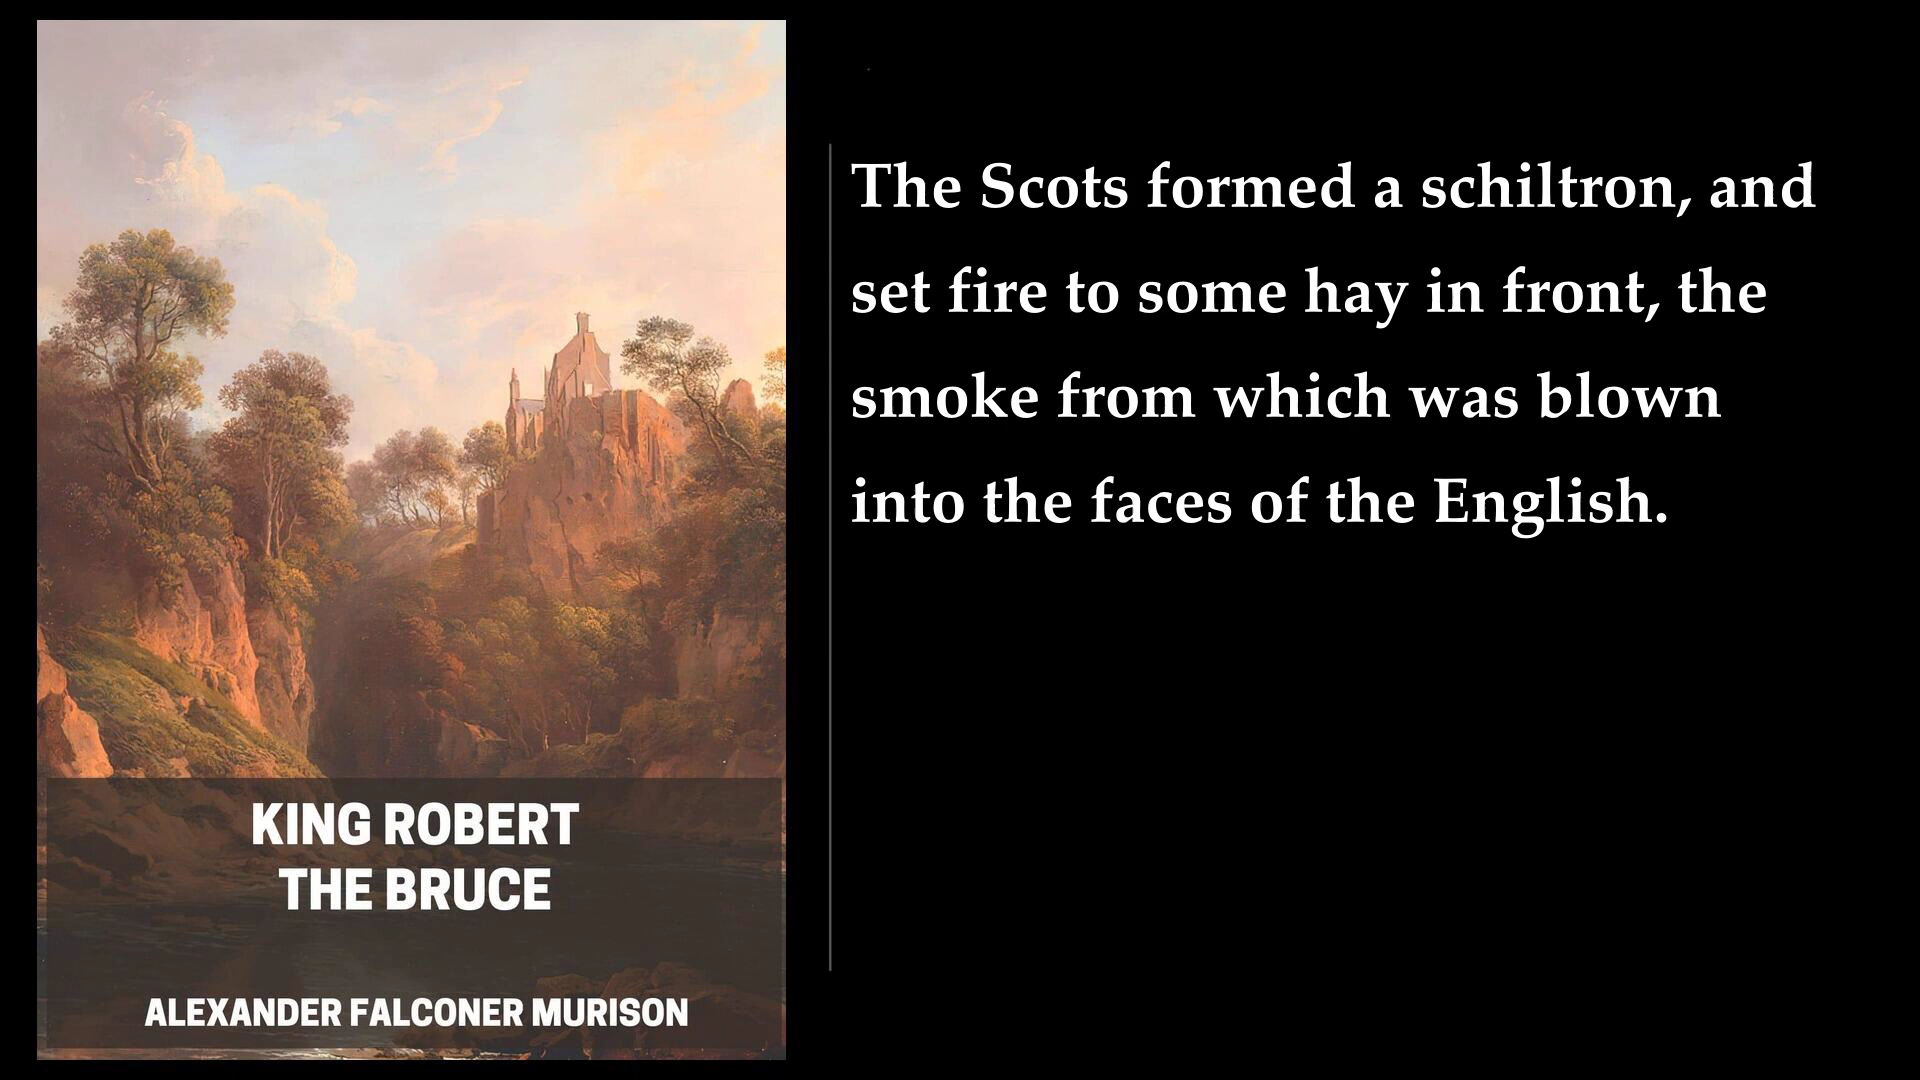 KING ROBERT
THE BRUCE
ALEXANDER FALCONER MURISON
The Scots formed a schiltron, and
set fire to some hay in front, the
smoke from which was blown
into the faces of the English.